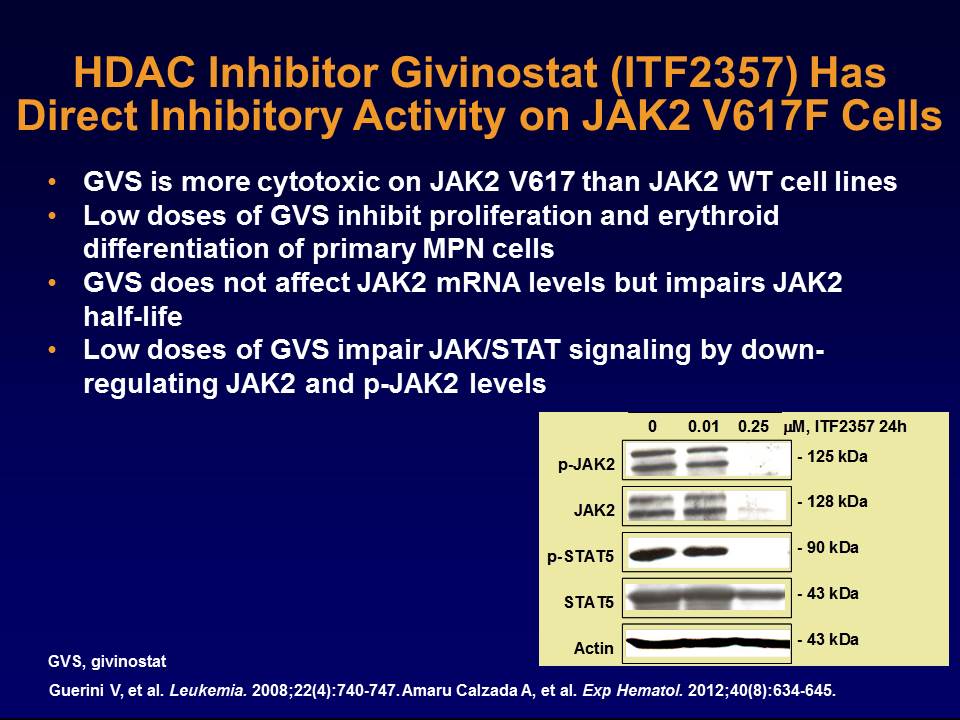 HDAC Inhibitor Givinostat (ITF2357) Has
Direct Inhibitory Activity on JAK2 V617F Cells
• GVS is more cytotoxic on JAK2 V617 than JAK2 WT cell lines
• Low doses of GVS inhibit proliferation and erythroid
differentiation of primary MPN cells
• GVS does not affect JAK2 mRNA levels but impairs JAK2
half-life
• Low doses of GVS impair JAK/STAT signaling by down-
regulating JAK2 and p-JAK2 levels
0 0.01 0.25 μM, ITF2357 24h
p-JAK2 - 125 kDa
JAK2 - 128 kDa
p-STAT5 - 90 kDa
STAT5 - 43 kDa
Actin - 43 kDa
GVS, givinostat
Guerini V, et al. Leukemia. 2008;22(4):740-747. Amaru Calzada A, et al. Exp Hematol. 2012;40(8):634-645.